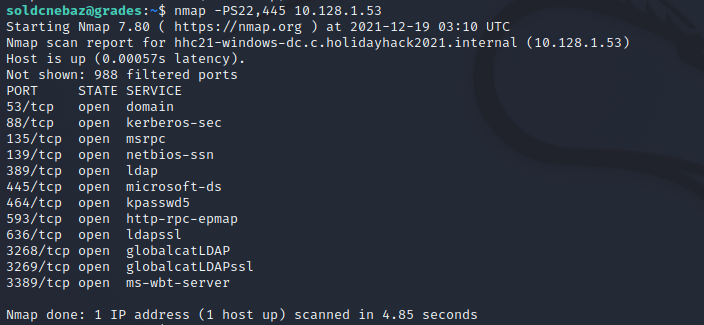 soldcnebaz@grades:~$ nmap -PS22,445 10.128.1.53
Starting Nmap 7.80 ( https://nmap.org ) at 2021-12-19 03:10 UTC
Nmap scan report for hhc21-windows-dc.c.holidayhack2021.internal (10.128.1.53)
Host is up (0.00057s latency).
Not shown: 988 filtered ports
PORT     STATE SERVICE
53/tcp   open  domain
88/tcp   open  kerberos-sec
135/tcp  open  msrpc
139/tcp  open  netbios-ssn
389/tcp  open  ldap
445/tcp  open  microsoft-ds
464/tcp  open  kpasswd5
593/tcp  open  http-rpc-epmap
636/tcp  open  ldapssl
3268/tcp open  globalcatLDAP
3269/tcp open  globalcatLDAPssl
3389/tcp open  ms-wbt-server
Nmap done: 1 IP address (1 host up) scanned in 4.85 seconds